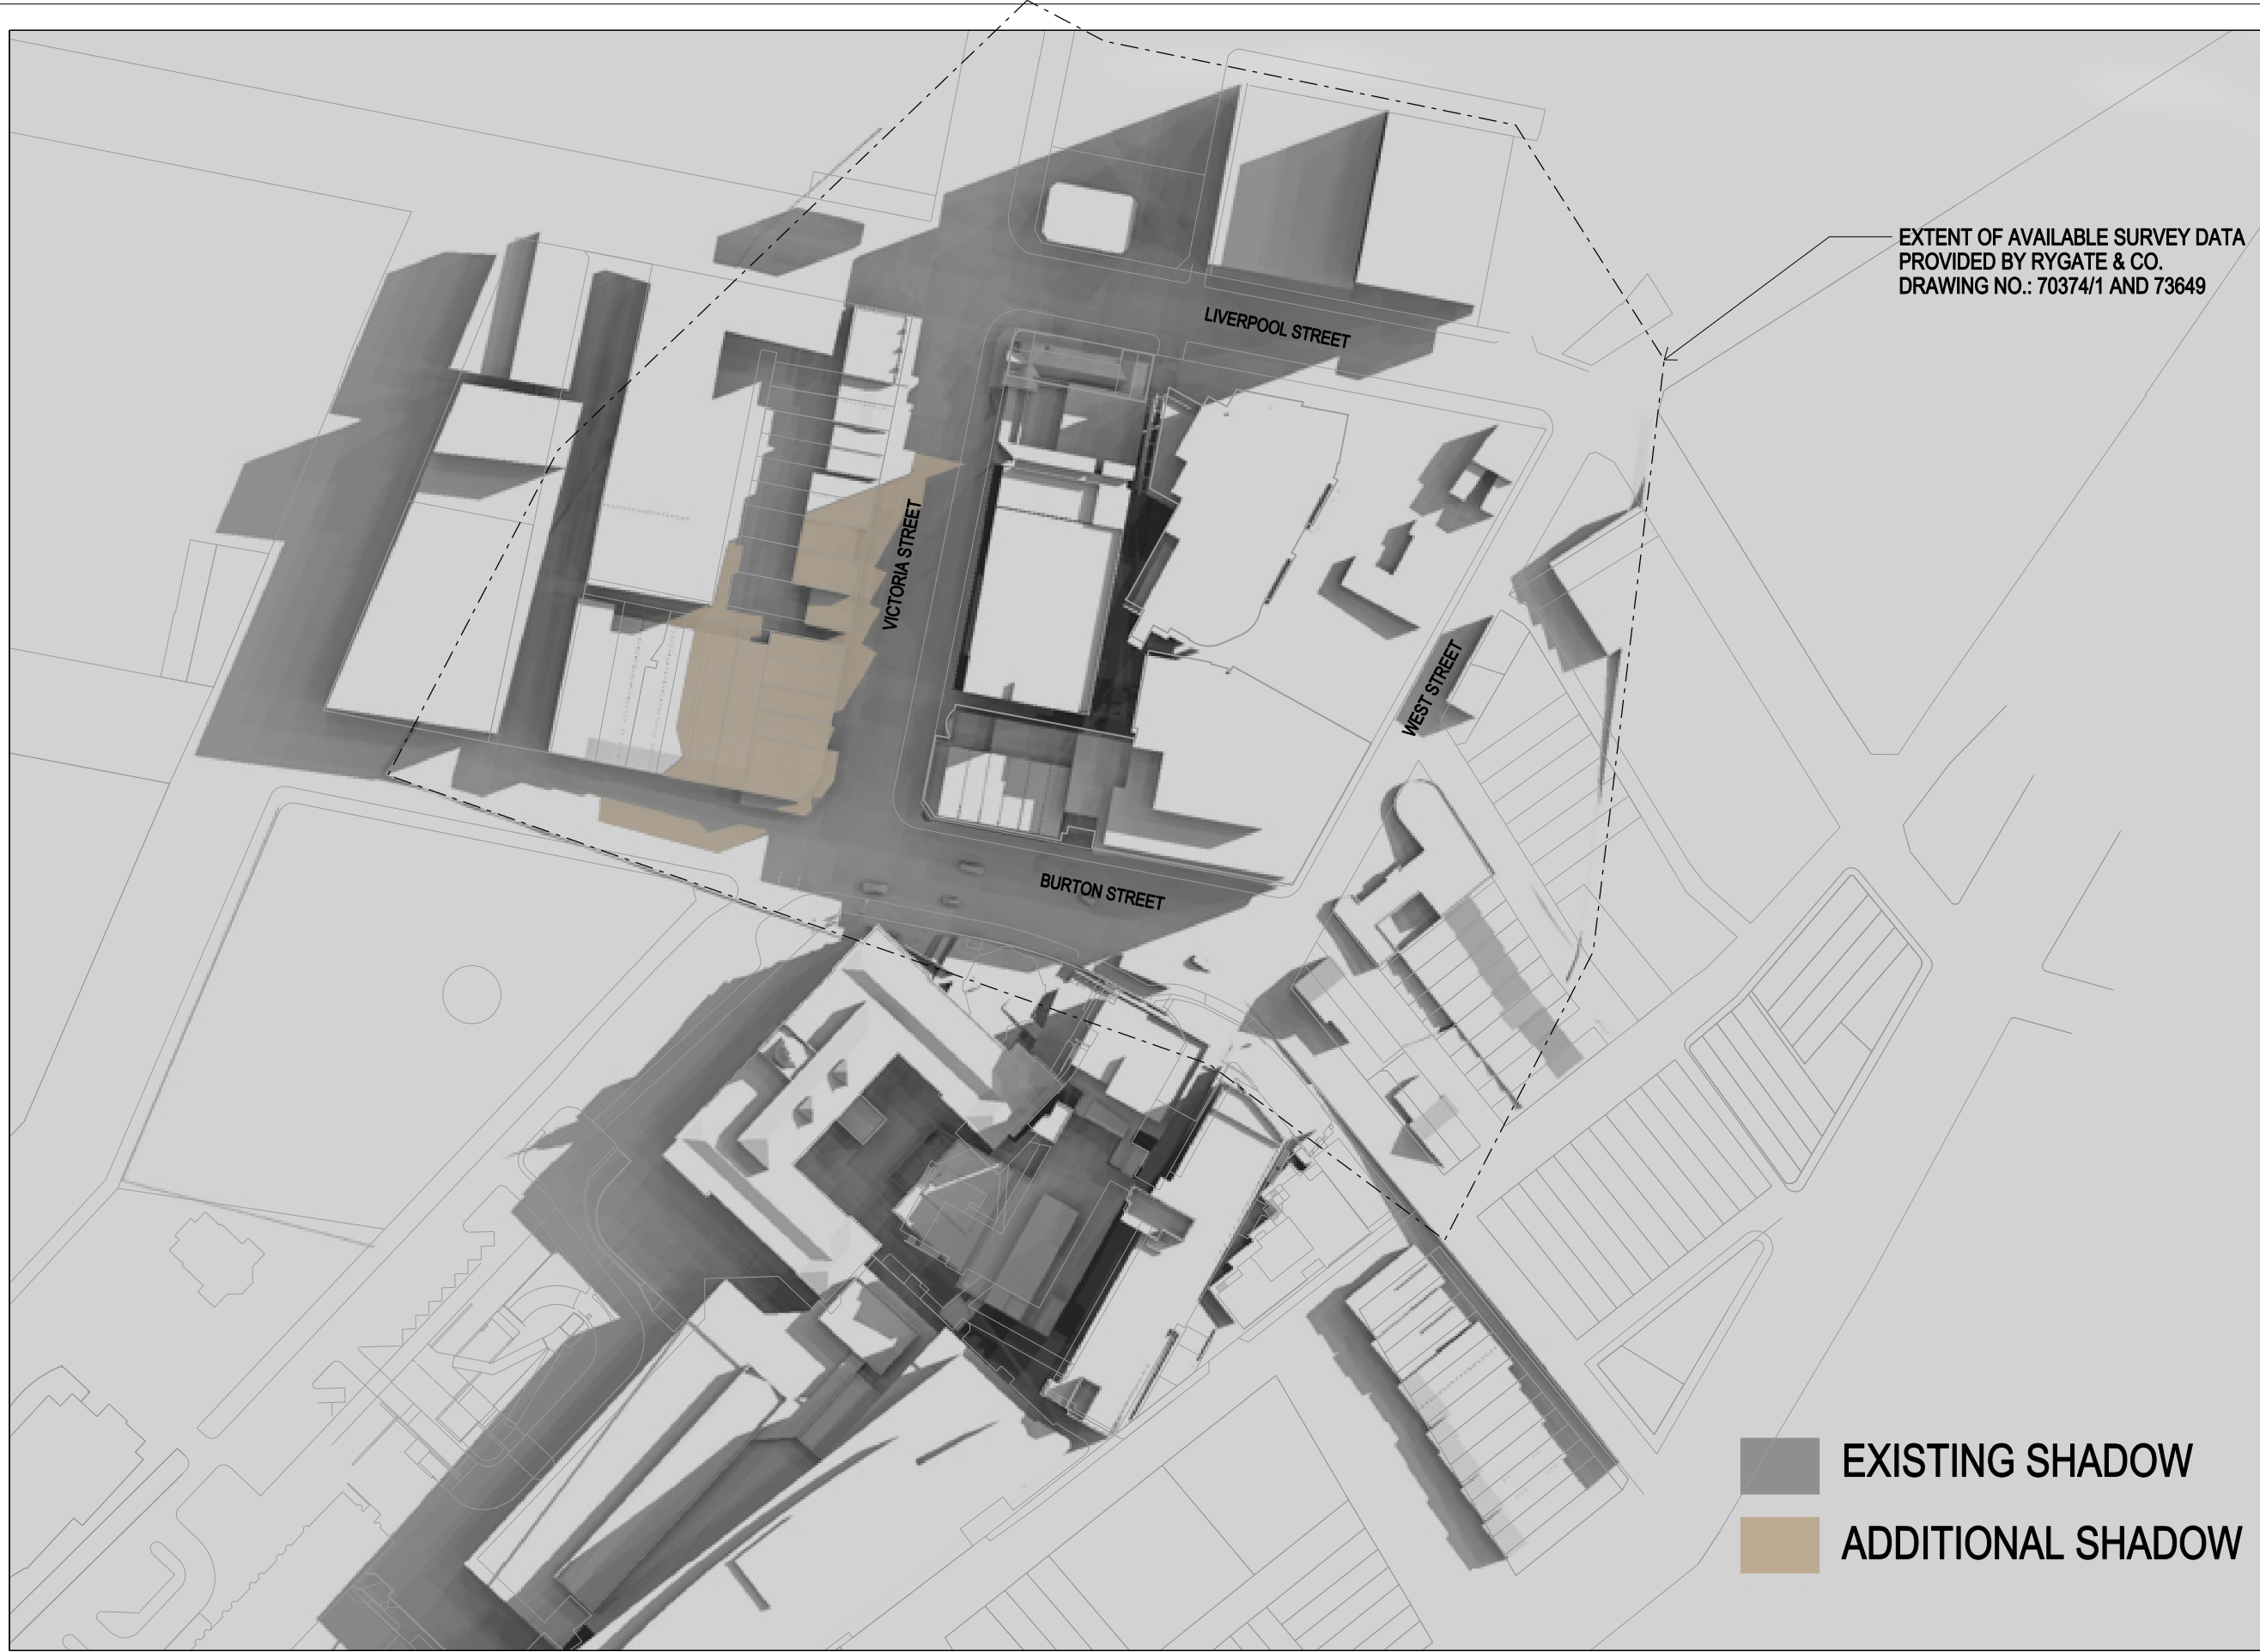 EXTENT OF AVAILABLE SURVEY DATA
PROVIDED BY RYGATE & CO.
DRAWING NO.: 70374/1 AND 73649
LIVERPOOL STREET
VICTORIA STREET
WEST STREET
BURTON STREET
EXISTING SHADOW
ADDITIONAL SHADOW